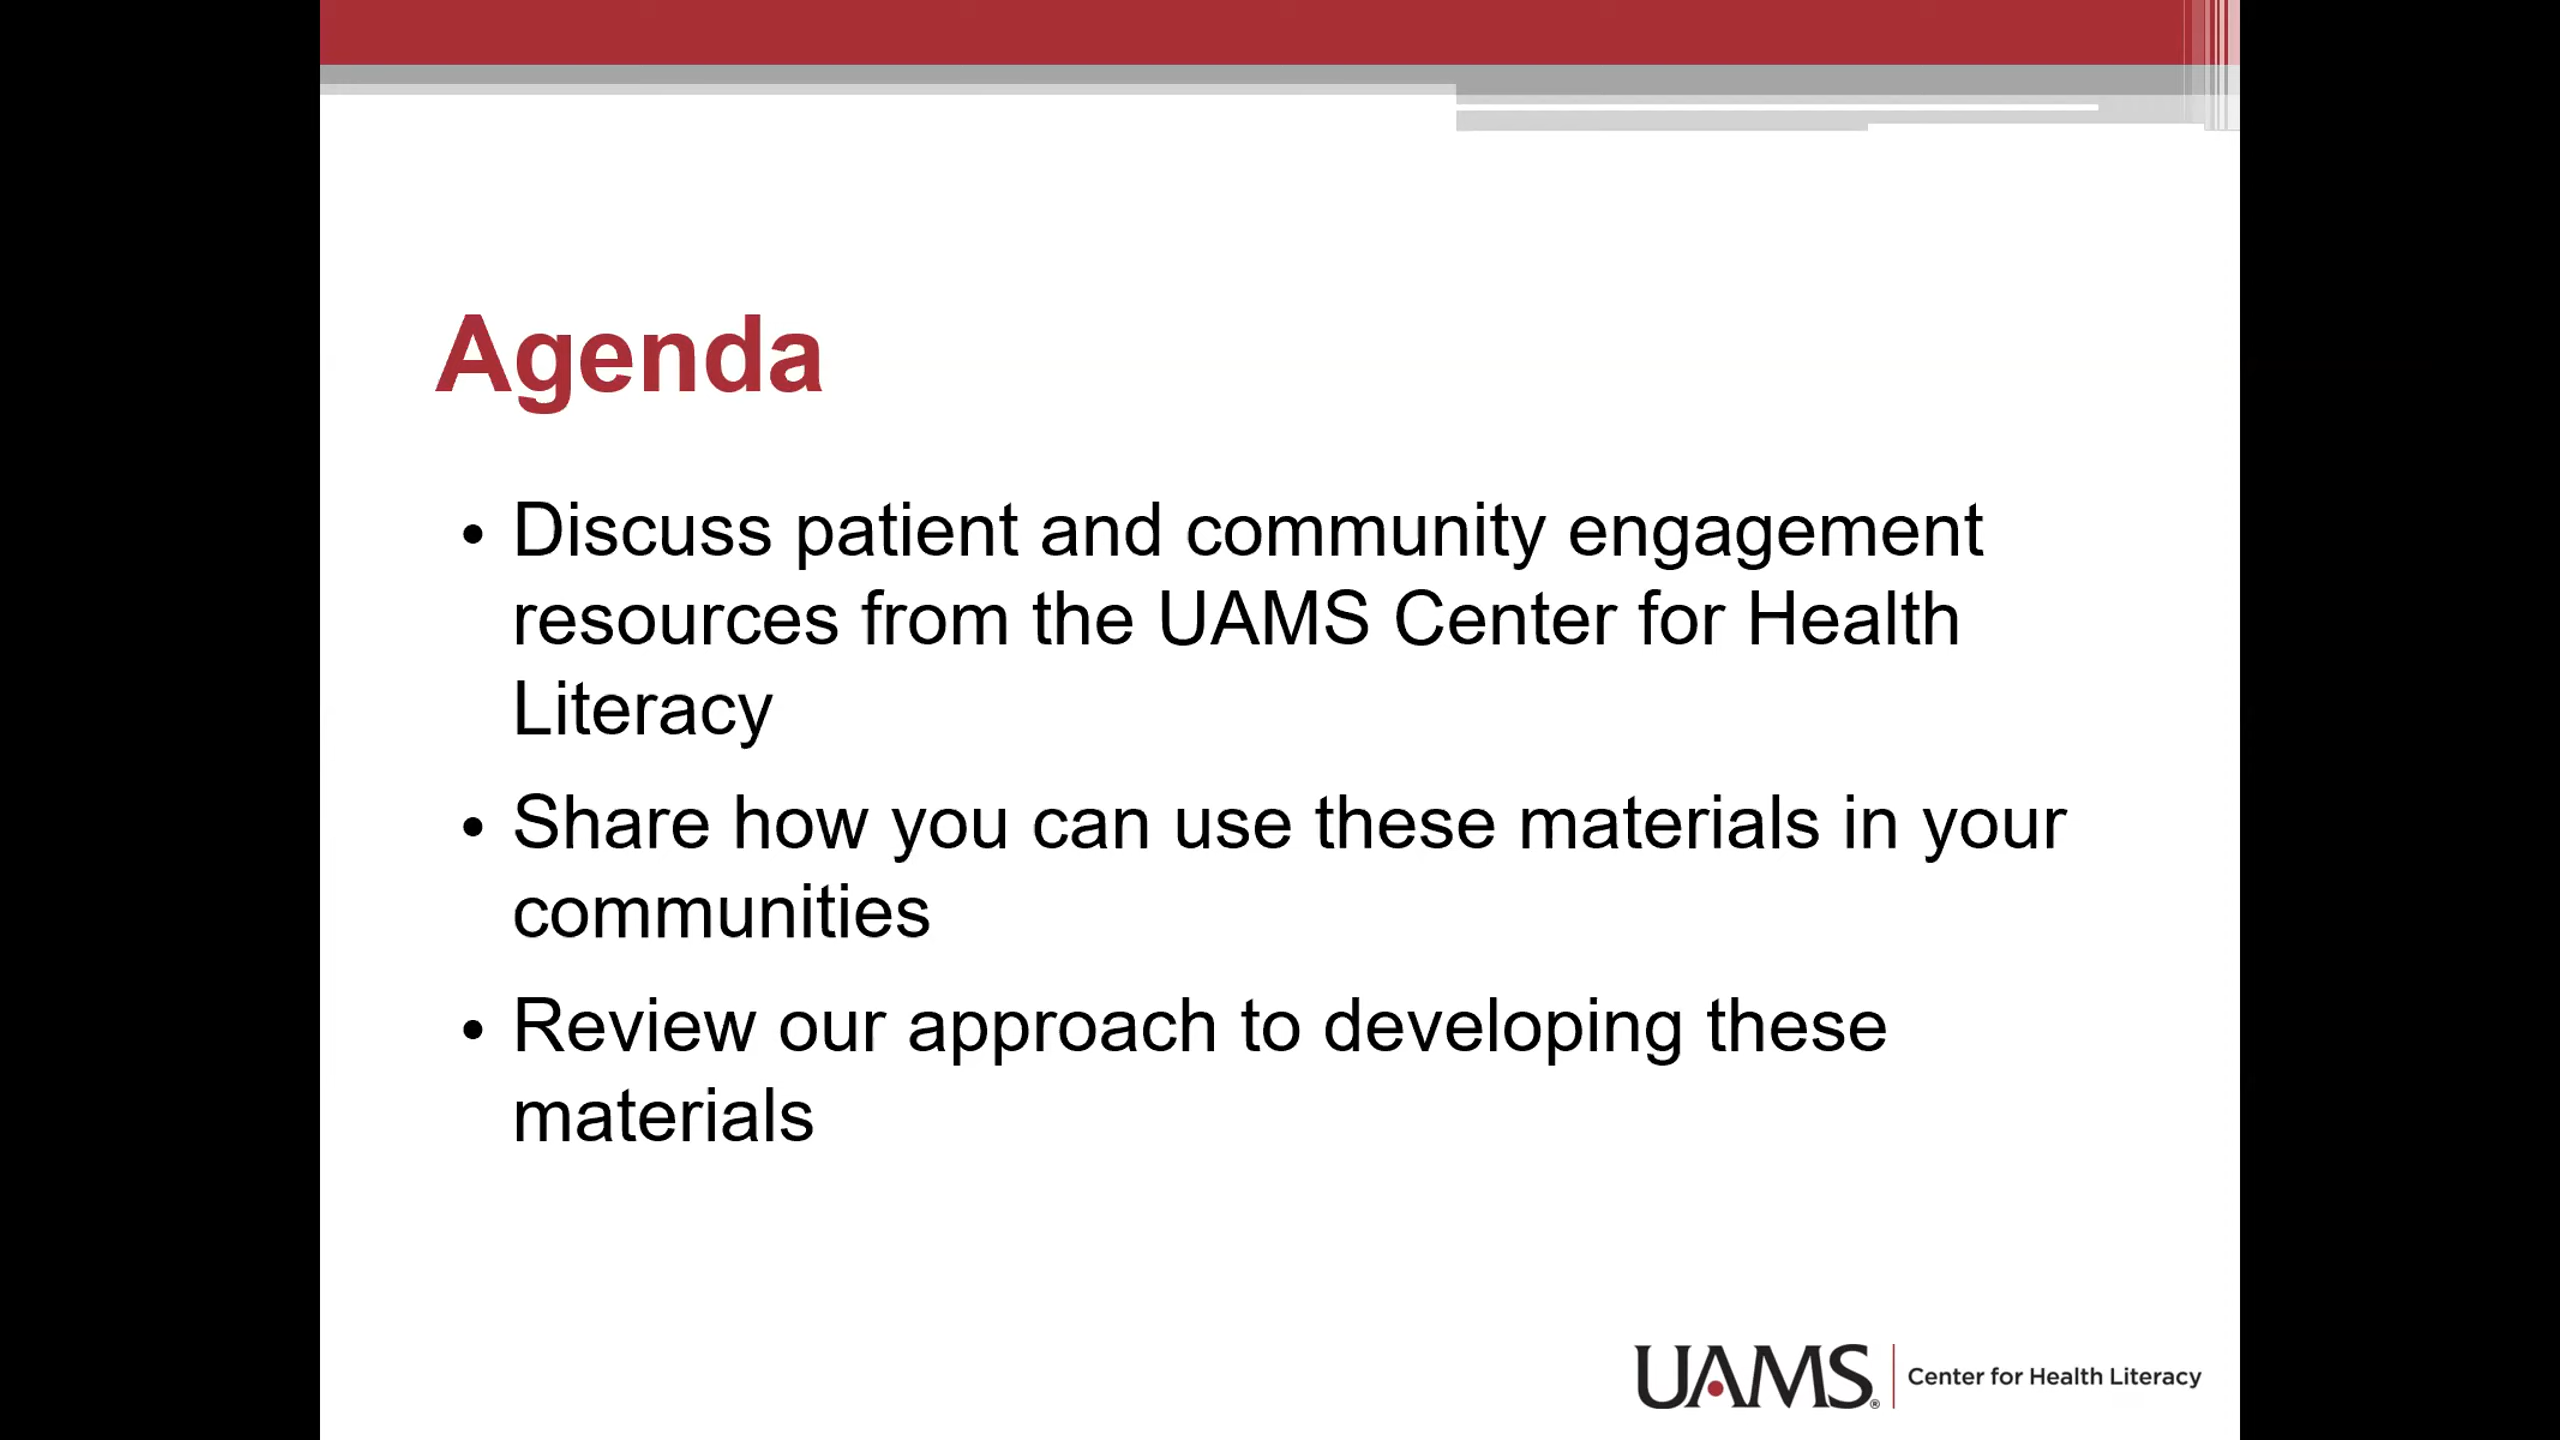 Agenda
• Discuss patient and community engagement
resources from the UAMS Center for Health
Literacy
• Share how you can use these materials in your
communities
• Review our approach to developing these
materials
UAMS® Center for Health Literacy